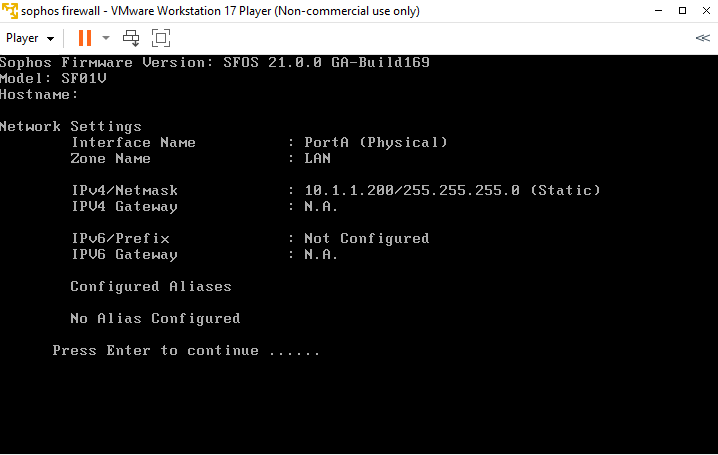 sophos firewall - VMware Workstation 17 Player (Non-commercial use only)
Player
Sophos Firmware Version: SFOS 21.0.0 GA-Build169
Model: SF01V
Hostname:
Network Settings
Interface Name : PortA (Physical)
Zone Name : LAN
IPv4/Netmask : 10.1.1.200/255.255.255.0 (Static)
IPV4 Gateway : N.A.
IPv6/Prefix : Not Configured
IPV6 Gateway : N.A.
Configured Aliases
No Alias Configured
Press Enter to continue ......